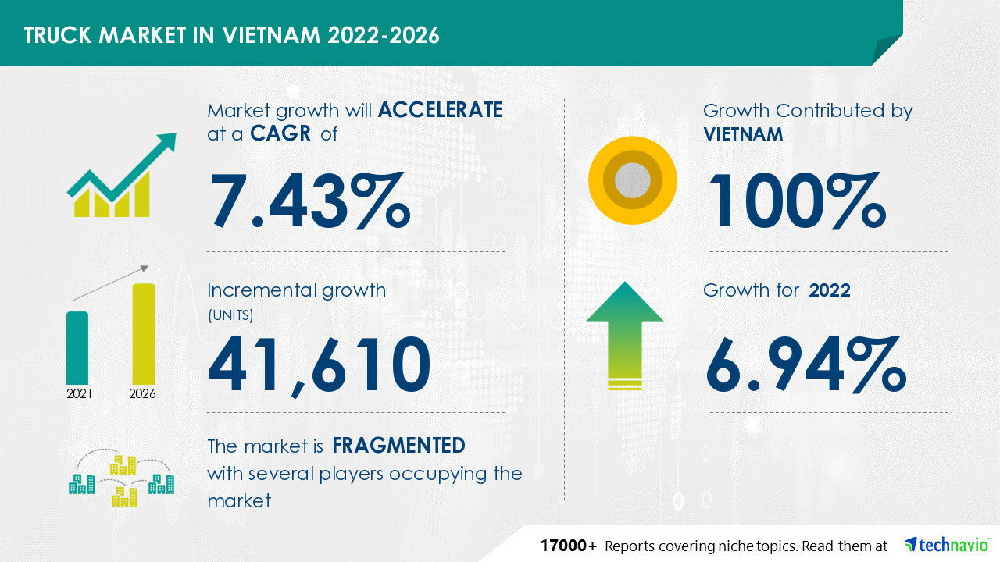 TRUCK MARKET IN VIETNAM 2022-2026
Market growth will ACCELERATE
at a CAGR of
7.43%
Incremental growth
(UNITS)
41,610
2021
2026
The market is FRAGMENTED
with several players occupying the
market
Growth Contributed by
VIETNAM
100%
Growth for 2022
6.94%
17000+ Reports covering niche topics. Read them at
technavio